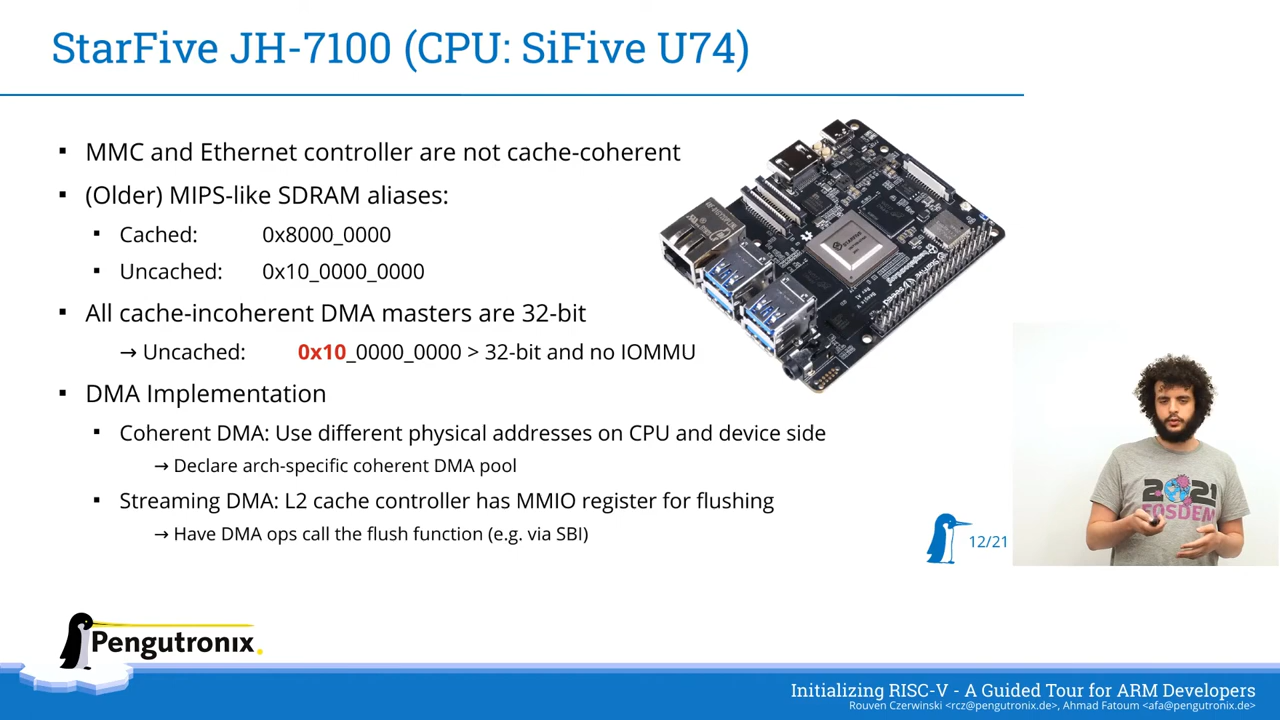 StarFive JH-7100 (CPU: SiFive U74)
▪ MMC and Ethernet controller are not cache-coherent
▪ (Older) MIPS-like SDRAM aliases:
▪ Cached: 0x8000_0000
▪ Uncached: 0x10_0000_0000
▪ All cache-incoherent DMA masters are 32-bit
→ Uncached: 0x10_0000_0000 > 32-bit and no IOMMU
▪ DMA Implementation
▪ Coherent DMA: Use different physical addresses on CPU and device side
→ Declare arch-specific coherent DMA pool
▪ Streaming DMA: L2 cache controller has MMIO register for flushing
→ Have DMA ops call the flush function (e.g. via SBI)
STARFIVE
2021
FOSDEM
12/21
Pengutronix
Initializing RISC-V - A Guided Tour for ARM Developers
Rouven Czerwinski <rcz@pengutronix.de>, Ahmad Fatoum <afa@pengutronix.de>